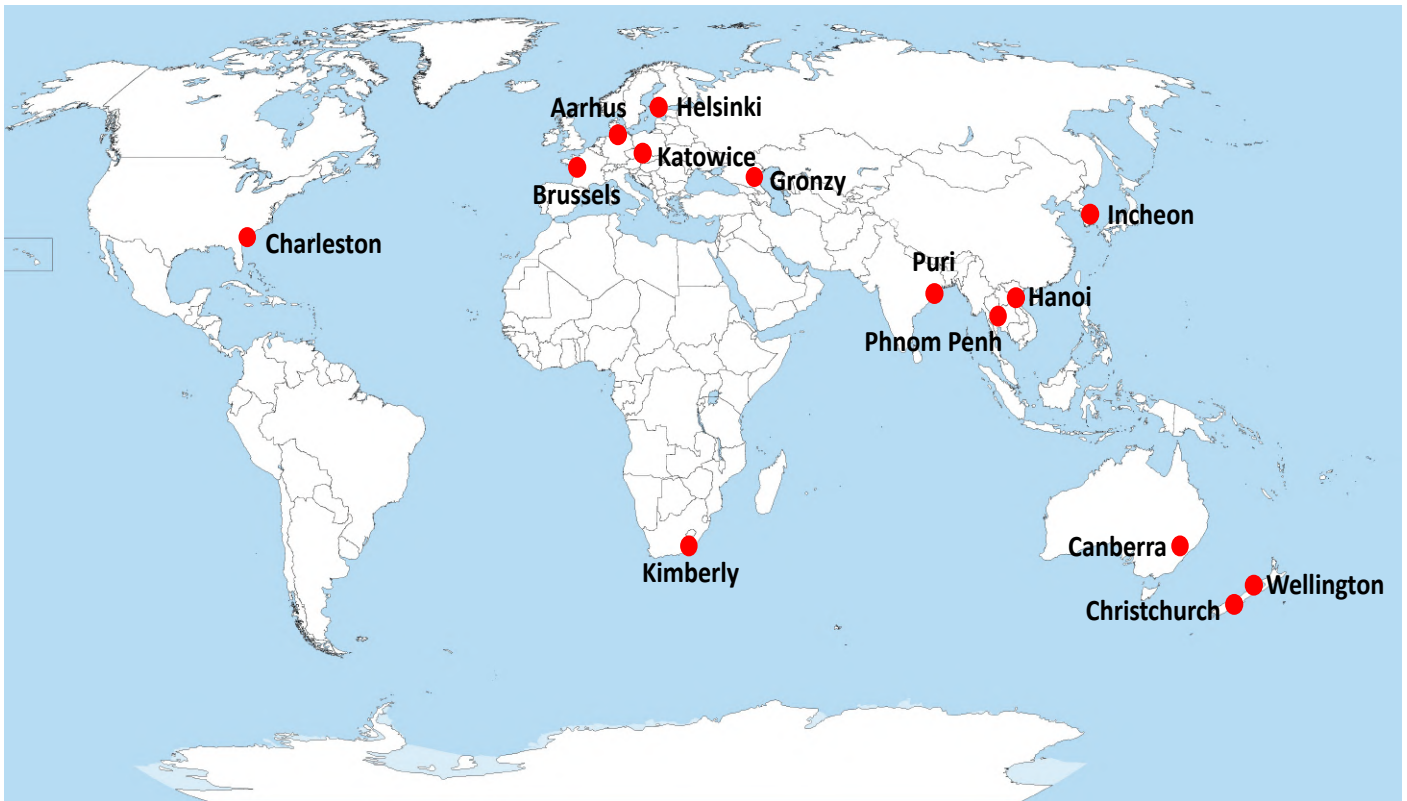 Aarhus
Helsinki
Katowice
Gronzy
Brussels
Incheon
Charleston
Puri
Hanoi
Phnom Penh
Canberra
Kimberly
Wellington
Christchurch